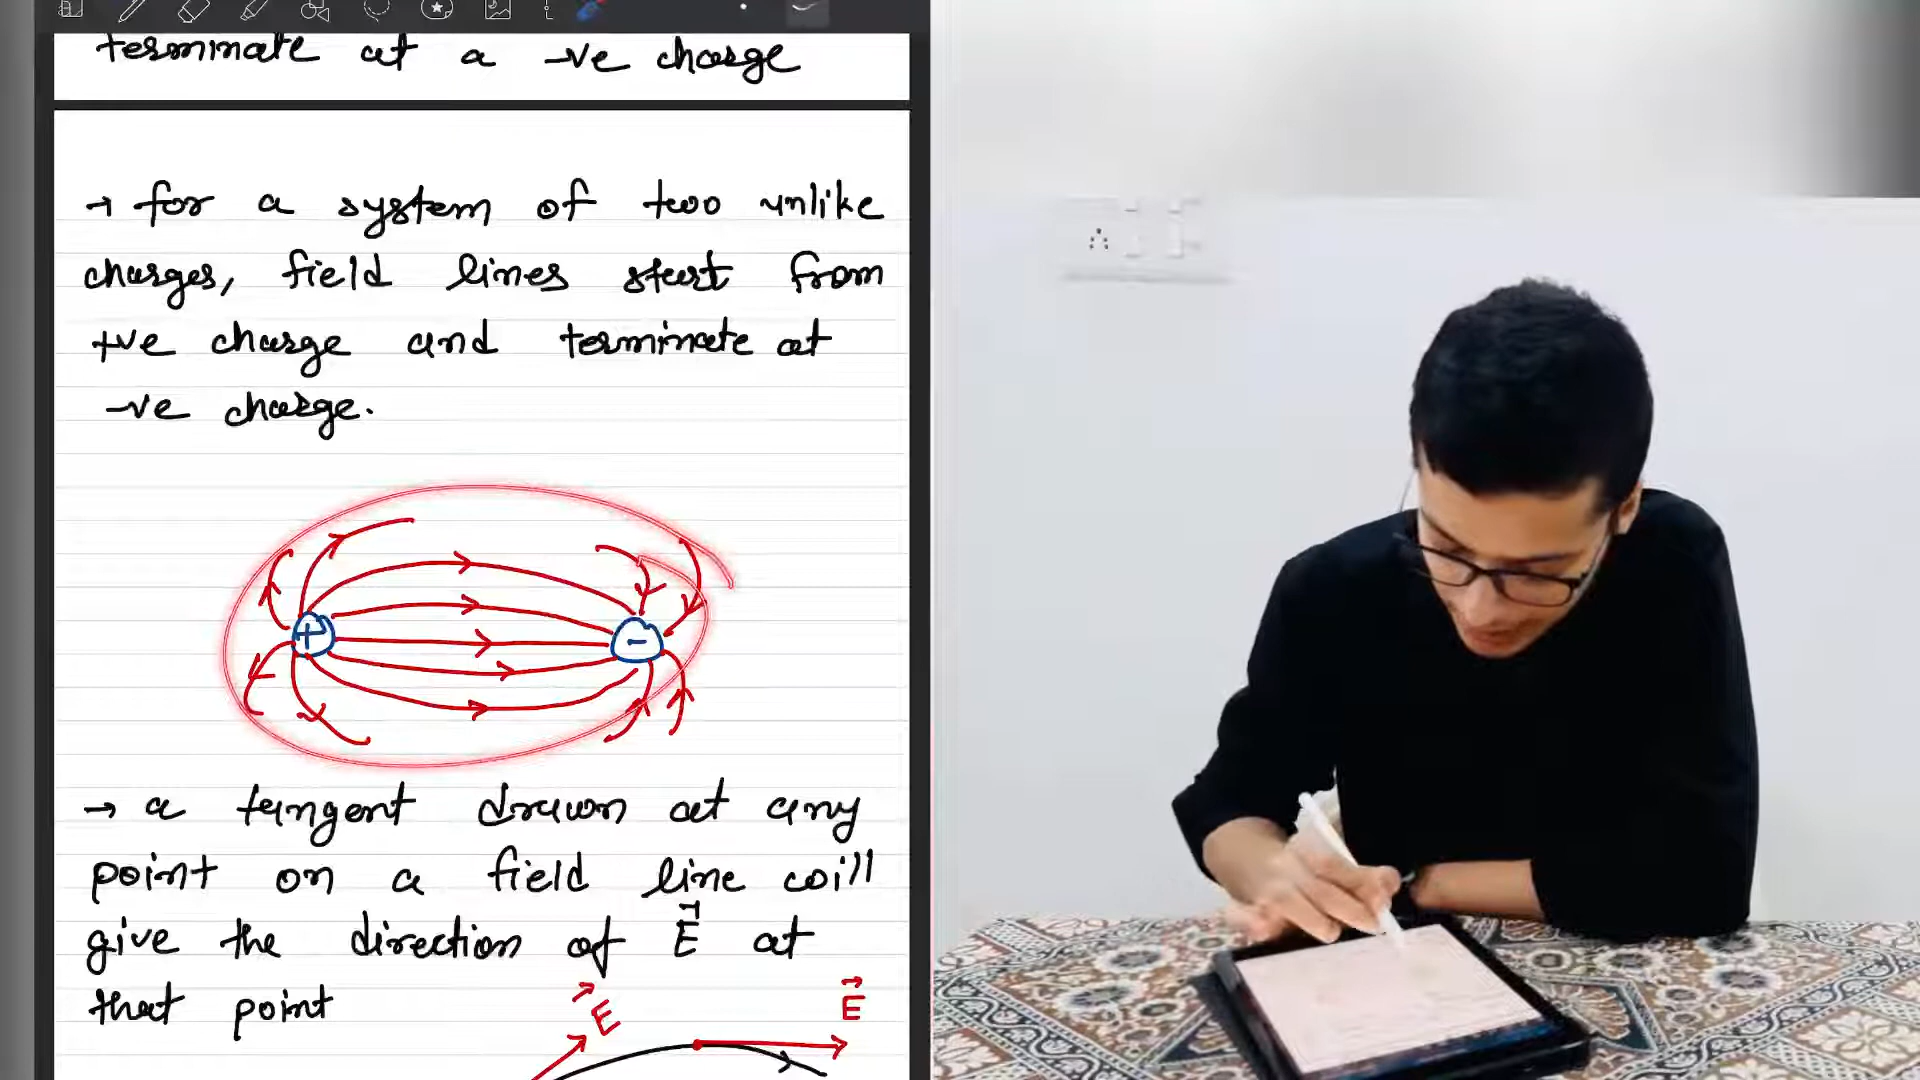 terminate at a -ve charge
→ for a system of two unlike
charges, field lines start from
+ve charge and terminate at
-ve charge.
+ -
→ a tangent drawn at any
point on a field line will
give the direction of E⃗ at
that point
E⃗ E⃗